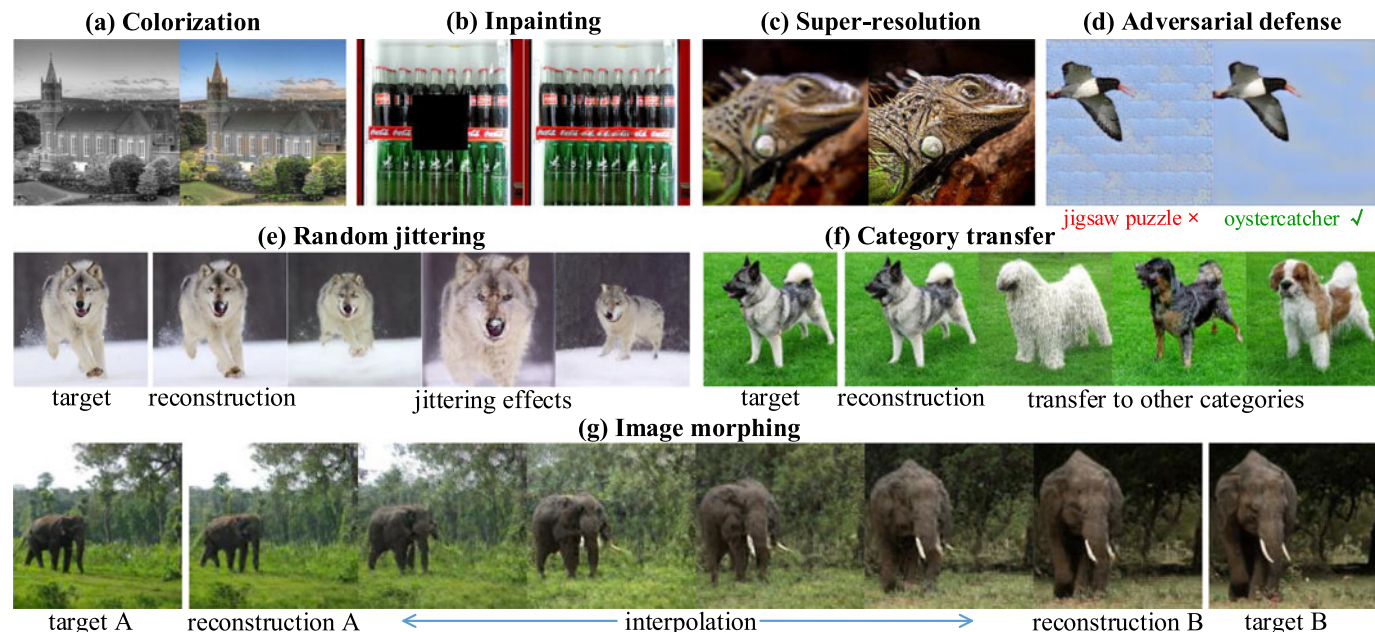 (a) Colorization
(b) Inpainting
(c) Super-resolution
(d) Adversarial defense
jigsaw puzzle ×
oystercatcher √
(e) Random jittering
(f) Category transfer
target
reconstruction
jittering effects
target
reconstruction
transfer to other categories
(g) Image morphing
target A
reconstruction A
interpolation
reconstruction B
target B